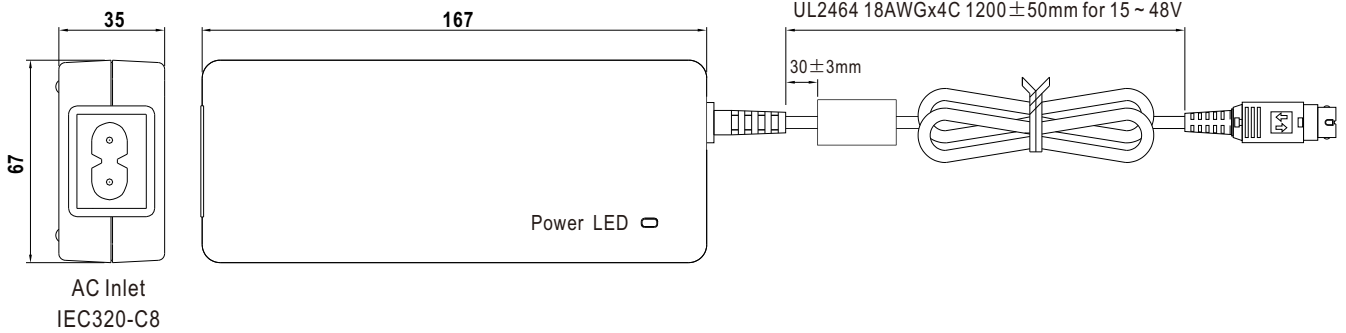 35
167
UL2464 18AWGx4C 1200±50mm for 15 ~ 48V
30±3mm
67
Power LED
AC Inlet
IEC320-C8